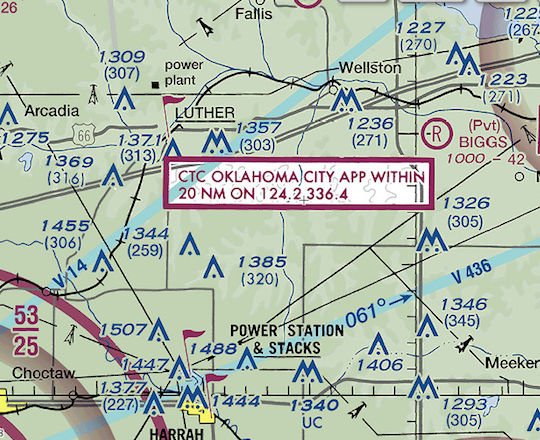 26
Fallis
1227
(270)
122
(267
1309
(307)
power
plant
Wellston
1223
(271)
Arcadia
LUTHER
66
1275
1371
(313)
1357
(303)
1236
(271)
R
(Pvt)
BIGGS
1000 - 42
1369
(316)
CTC OKLAHOMA CITY APP WITHIN
20 NM ON 124.2 336.4
1326
(305)
1455
(306)
1344
(259)
1385
(320)
V 14
V 436
061°
53
25
1346
(345)
1507
POWER STATION
& STACKS
1488
1447
1406
Meeker
Choctaw
1377
(227)
1444
1340
UC
1293
(305)
HARRAH